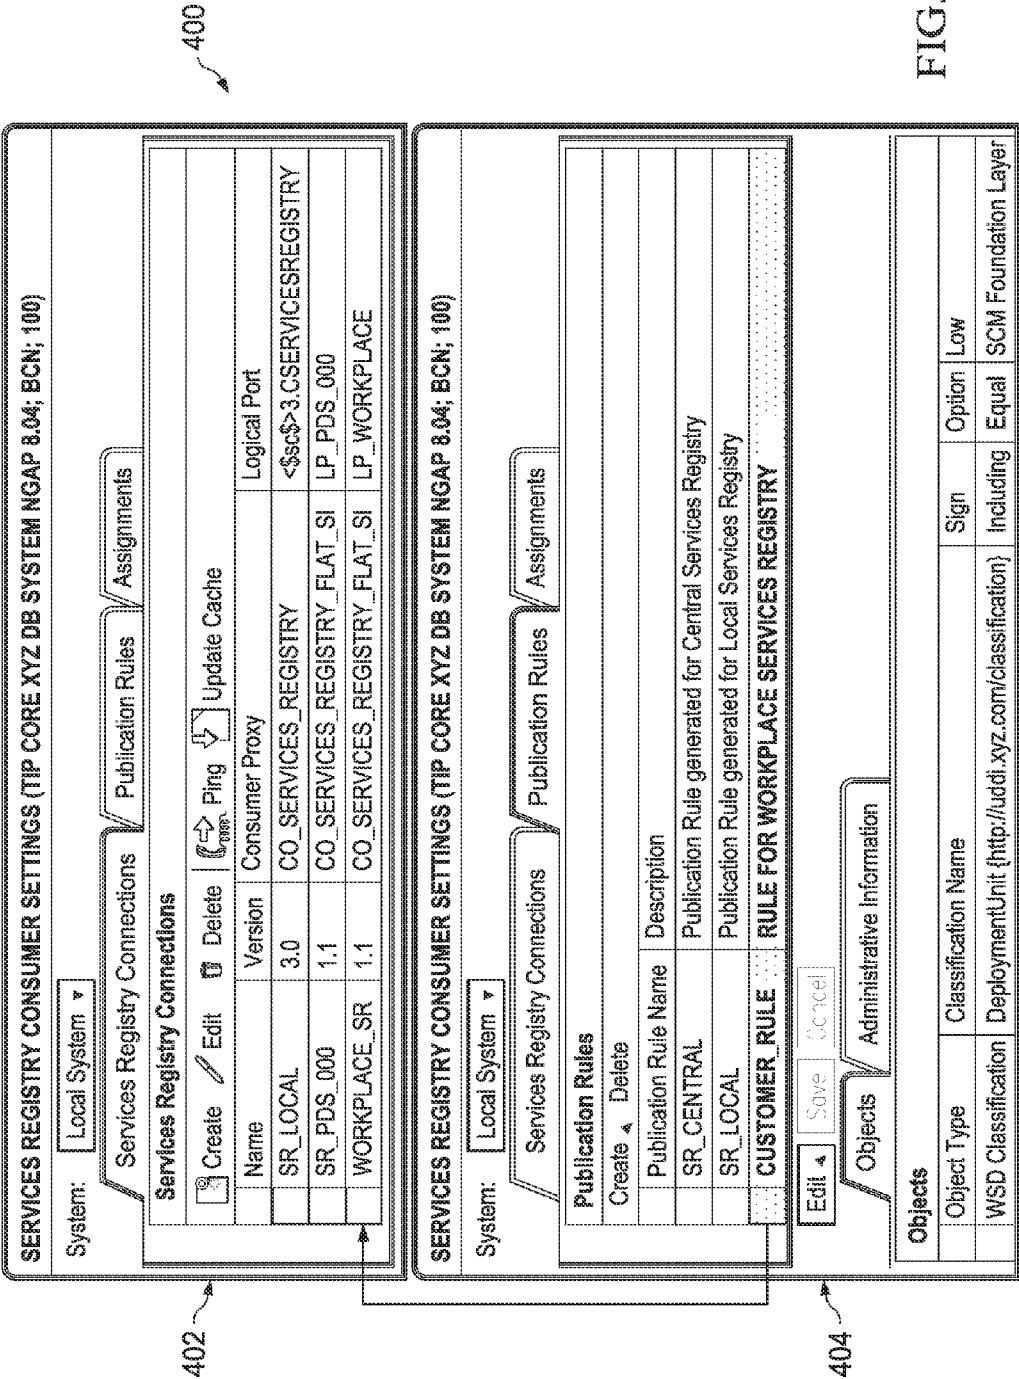 400
402
SERVICES REGISTRY CONSUMER SETTINGS (TIP CORE XYZ DB SYSTEM NGAP 8.04; BCN; 100)
System: Local System
Services Registry Connections Publication Rules Assignments
Services Registry Connections
Create Edit Delete Ping Update Cache
Name Version Consumer Proxy Logical Port
SR_LOCAL 3.0 CO_SERVICES_REGISTRY <$sc$>3.CSERVICESREGISTRY
SR_PDS_000 1.1 CO_SERVICES_REGISTRY_FLAT_SI LP_PDS_000
WORKPLACE_SR 1.1 CO_SERVICES_REGISTRY_FLAT_SI LP_WORKPLACE
404
SERVICES REGISTRY CONSUMER SETTINGS (TIP CORE XYZ DB SYSTEM NGAP 8.04; BCN; 100)
System: Local System
Services Registry Connections Publication Rules Assignments
Publication Rules
Create Delete
Publication Rule Name Description
SR_CENTRAL Publication Rule generated for Central Services Registry
SR_LOCAL Publication Rule generated for Local Services Registry
CUSTOMER_RULE RULE FOR WORKPLACE SERVICES REGISTRY
Edit Save Cancel
Objects Administrative Information
Objects
Object Type Classification Name Sign Option Low
WSD Classification DeploymentUnit {http://uddi.xyz.com/classification} Including Equal SCM Foundation Layer
FIG.